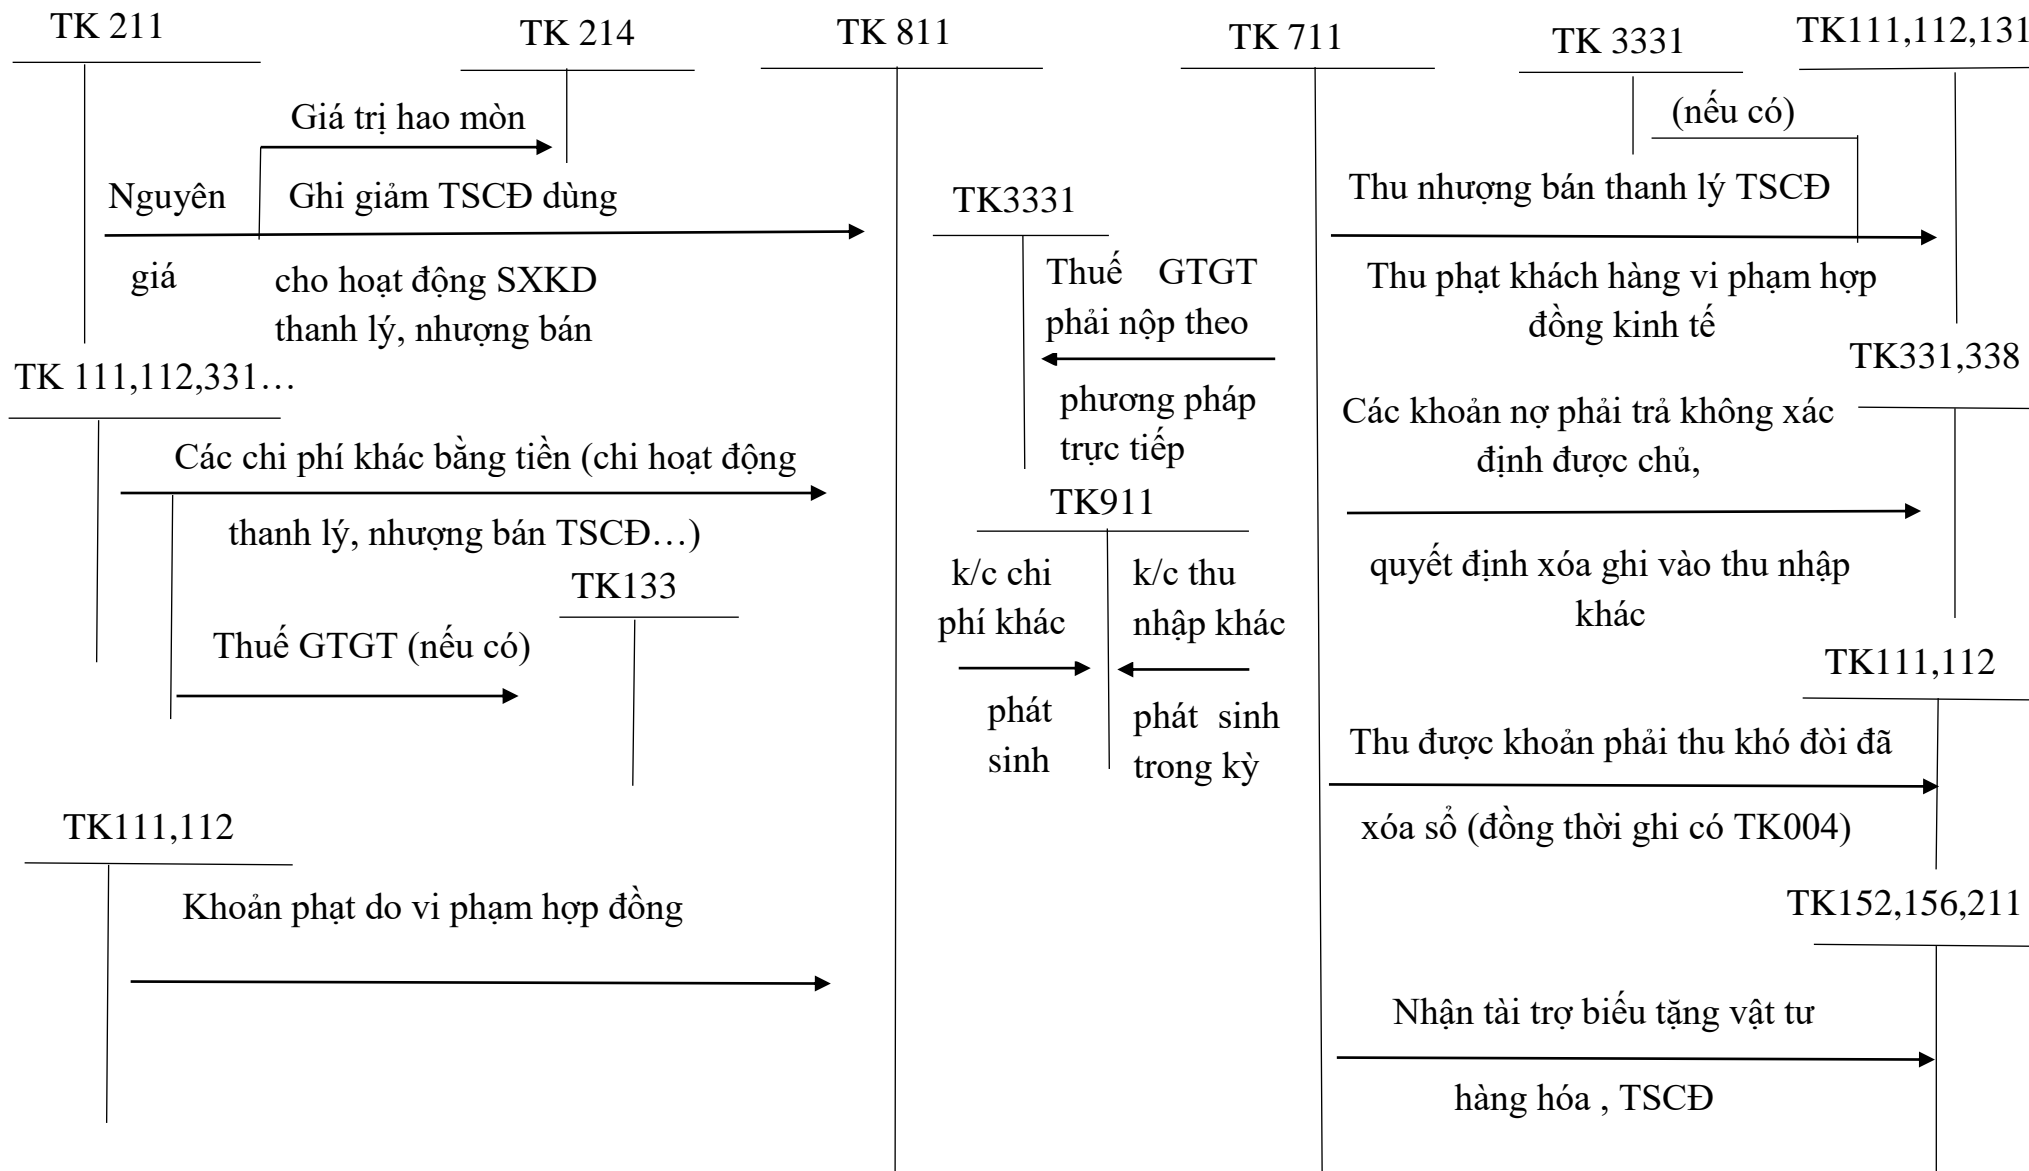 TK 211
TK 214
TK 811
TK 711
TK 3331
TK111,112,131
Giá trị hao mòn
(nếu có)
Nguyên
giá
Ghi giảm TSCĐ dùng
cho hoạt động SXKD
thanh lý, nhượng bán
TK3331
Thuế GTGT
phải nộp theo
phương pháp
trực tiếp
Thu nhượng bán thanh lý TSCĐ
Thu phạt khách hàng vi phạm hợp
đồng kinh tế
TK331,338
TK 111,112,331…
Các chi phí khác bằng tiền (chi hoạt động
thanh lý, nhượng bán TSCĐ…)
TK133
Thuế GTGT (nếu có)
Các khoản nợ phải trả không xác
định được chủ,
quyết định xóa ghi vào thu nhập
khác
TK911
k/c chi
phí khác
phát
sinh
k/c thu
nhập khác
phát sinh
trong kỳ
TK111,112
Thu được khoản phải thu khó đòi đã
xóa sổ (đồng thời ghi có TK004)
TK111,112
Khoản phạt do vi phạm hợp đồng
TK152,156,211
Nhận tài trợ biếu tặng vật tư
hàng hóa , TSCĐ